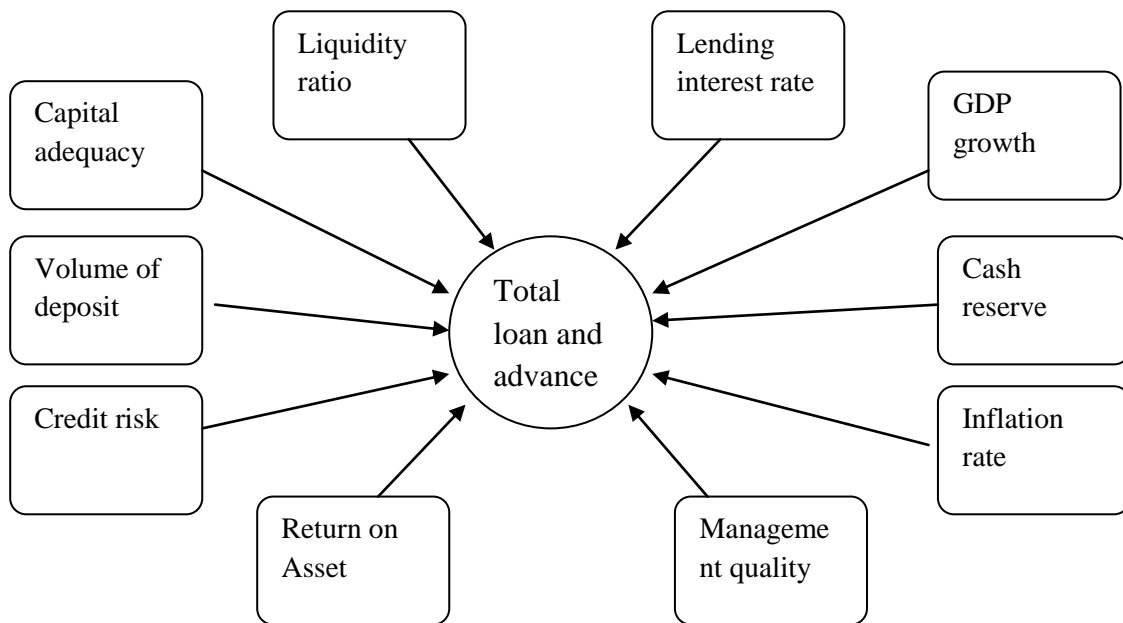 Liquidity
ratio
Lending
interest rate
Capital
adequacy
GDP
growth
Volume of
deposit
Total
loan and
advance
Cash
reserve
Credit risk
Inflation
rate
Return on
Asset
Manageme
nt quality